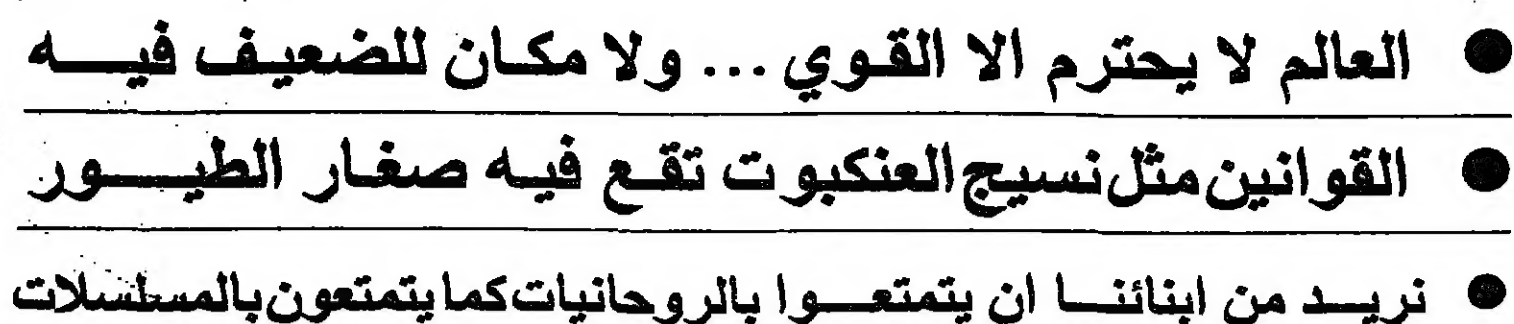 ● العالم لا يحترم الا القوي ... ولا مكان للضعيف فيه
● القوانين مثل نسيج العنكبوت تقع فيه صغار الطيور
● نريد من ابنائنا ان يتمتعوا بالروحانيات كما يتمتعون بالمسلسلات